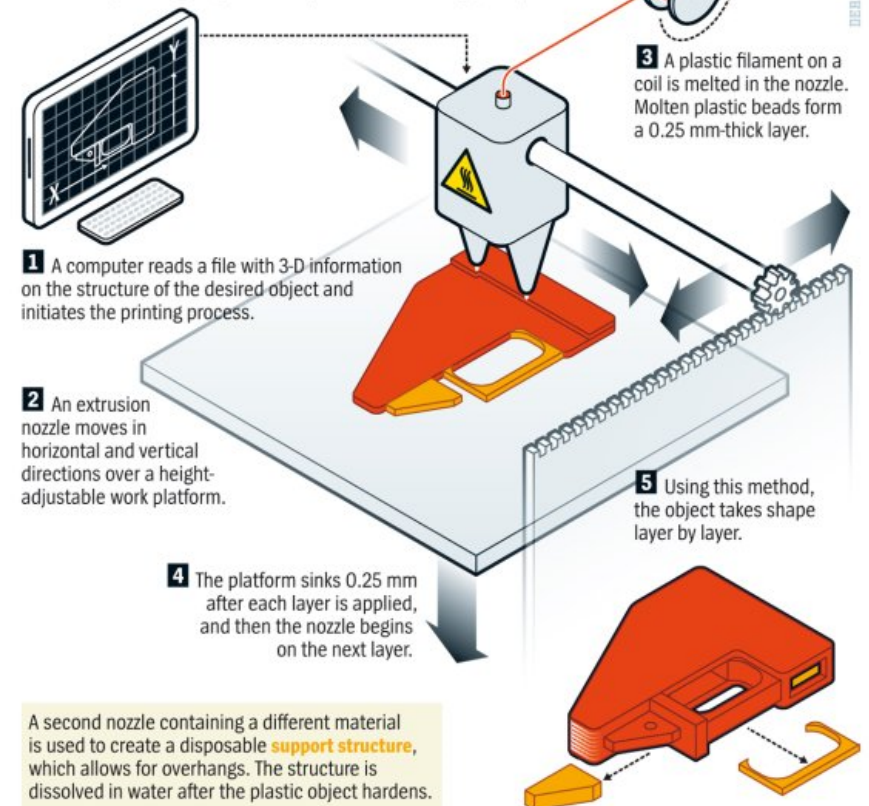 Y
X
1 A computer reads a file with 3-D information
on the structure of the desired object and
initiates the printing process.
2 An extrusion
nozzle moves in
horizontal and vertical
directions over a height-
adjustable work platform.
3 A plastic filament on a
coil is melted in the nozzle.
Molten plastic beads form
a 0.25 mm-thick layer.
4 The platform sinks 0.25 mm
after each layer is applied,
and then the nozzle begins
on the next layer.
5 Using this method,
the object takes shape
layer by layer.
A second nozzle containing a different material
is used to create a disposable support structure,
which allows for overhangs. The structure is
dissolved in water after the plastic object hardens.